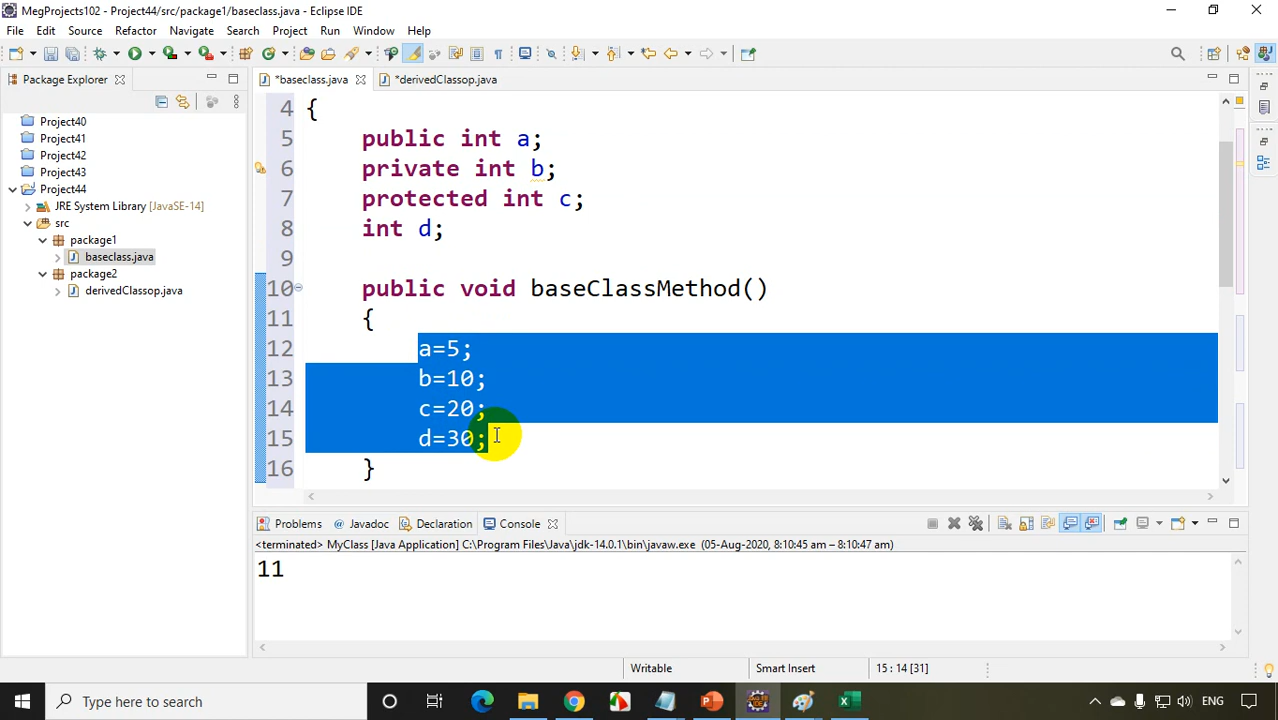 MegProjects102 - Project44/src/package1/baseclass.java - Eclipse IDE
File Edit Source Refactor Navigate Search Project Run Window Help
Package Explorer
*baseclass.java
*derivedClassop.java
Project40
Project41
Project42
Project43
Project44
JRE System Library [JavaSE-14]
src
package1
baseclass.java
package2
derivedClassop.java
4 {
5 public int a;
6 private int b;
7 protected int c;
8 int d;
9
10 public void baseClassMethod()
11 {
12 a=5;
13 b=10;
14 c=20;
15 d=30;
16 }
Problems @ Javadoc Declaration Console
<terminated> MyClass [Java Application] C:\Program Files\Java\jdk-14.0.1\bin\javaw.exe (05-Aug-2020, 8:10:45 am – 8:10:47 am)
11
Writable Smart Insert 15 : 14 [31]
Type here to search
ENG